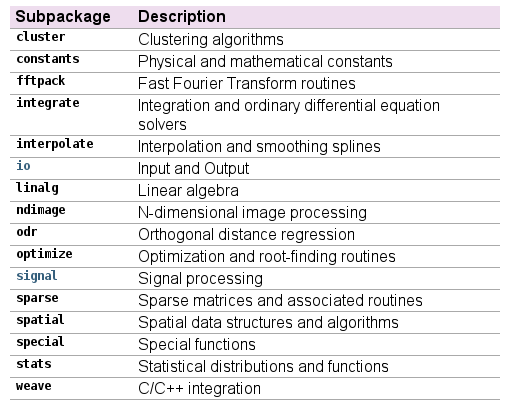 Subpackage Description
cluster Clustering algorithms
constants Physical and mathematical constants
fftpack Fast Fourier Transform routines
integrate Integration and ordinary differential equation
solvers
interpolate Interpolation and smoothing splines
io Input and Output
linalg Linear algebra
ndimage N-dimensional image processing
odr Orthogonal distance regression
optimize Optimization and root-finding routines
signal Signal processing
sparse Sparse matrices and associated routines
spatial Spatial data structures and algorithms
special Special functions
stats Statistical distributions and functions
weave C/C++ integration